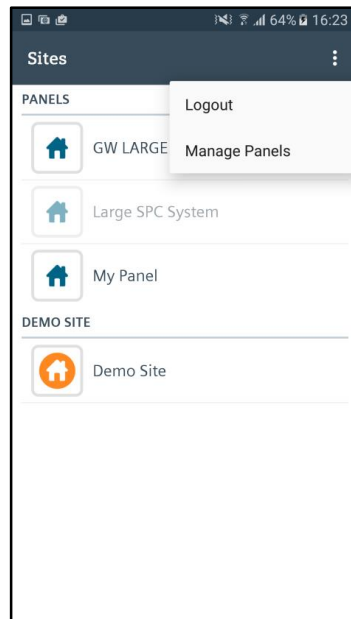 64% 16:23
Sites
PANELS
Logout
GW LARGE
Manage Panels
Large SPC System
My Panel
DEMO SITE
Demo Site